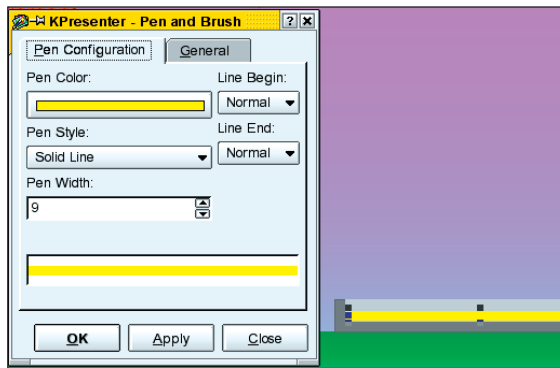 KPresenter - Pen and Brush
Pen Configuration
General
Pen Color:
Line Begin:
Normal
Pen Style:
Line End:
Solid Line
Normal
Pen Width:
9
OK
Apply
Close